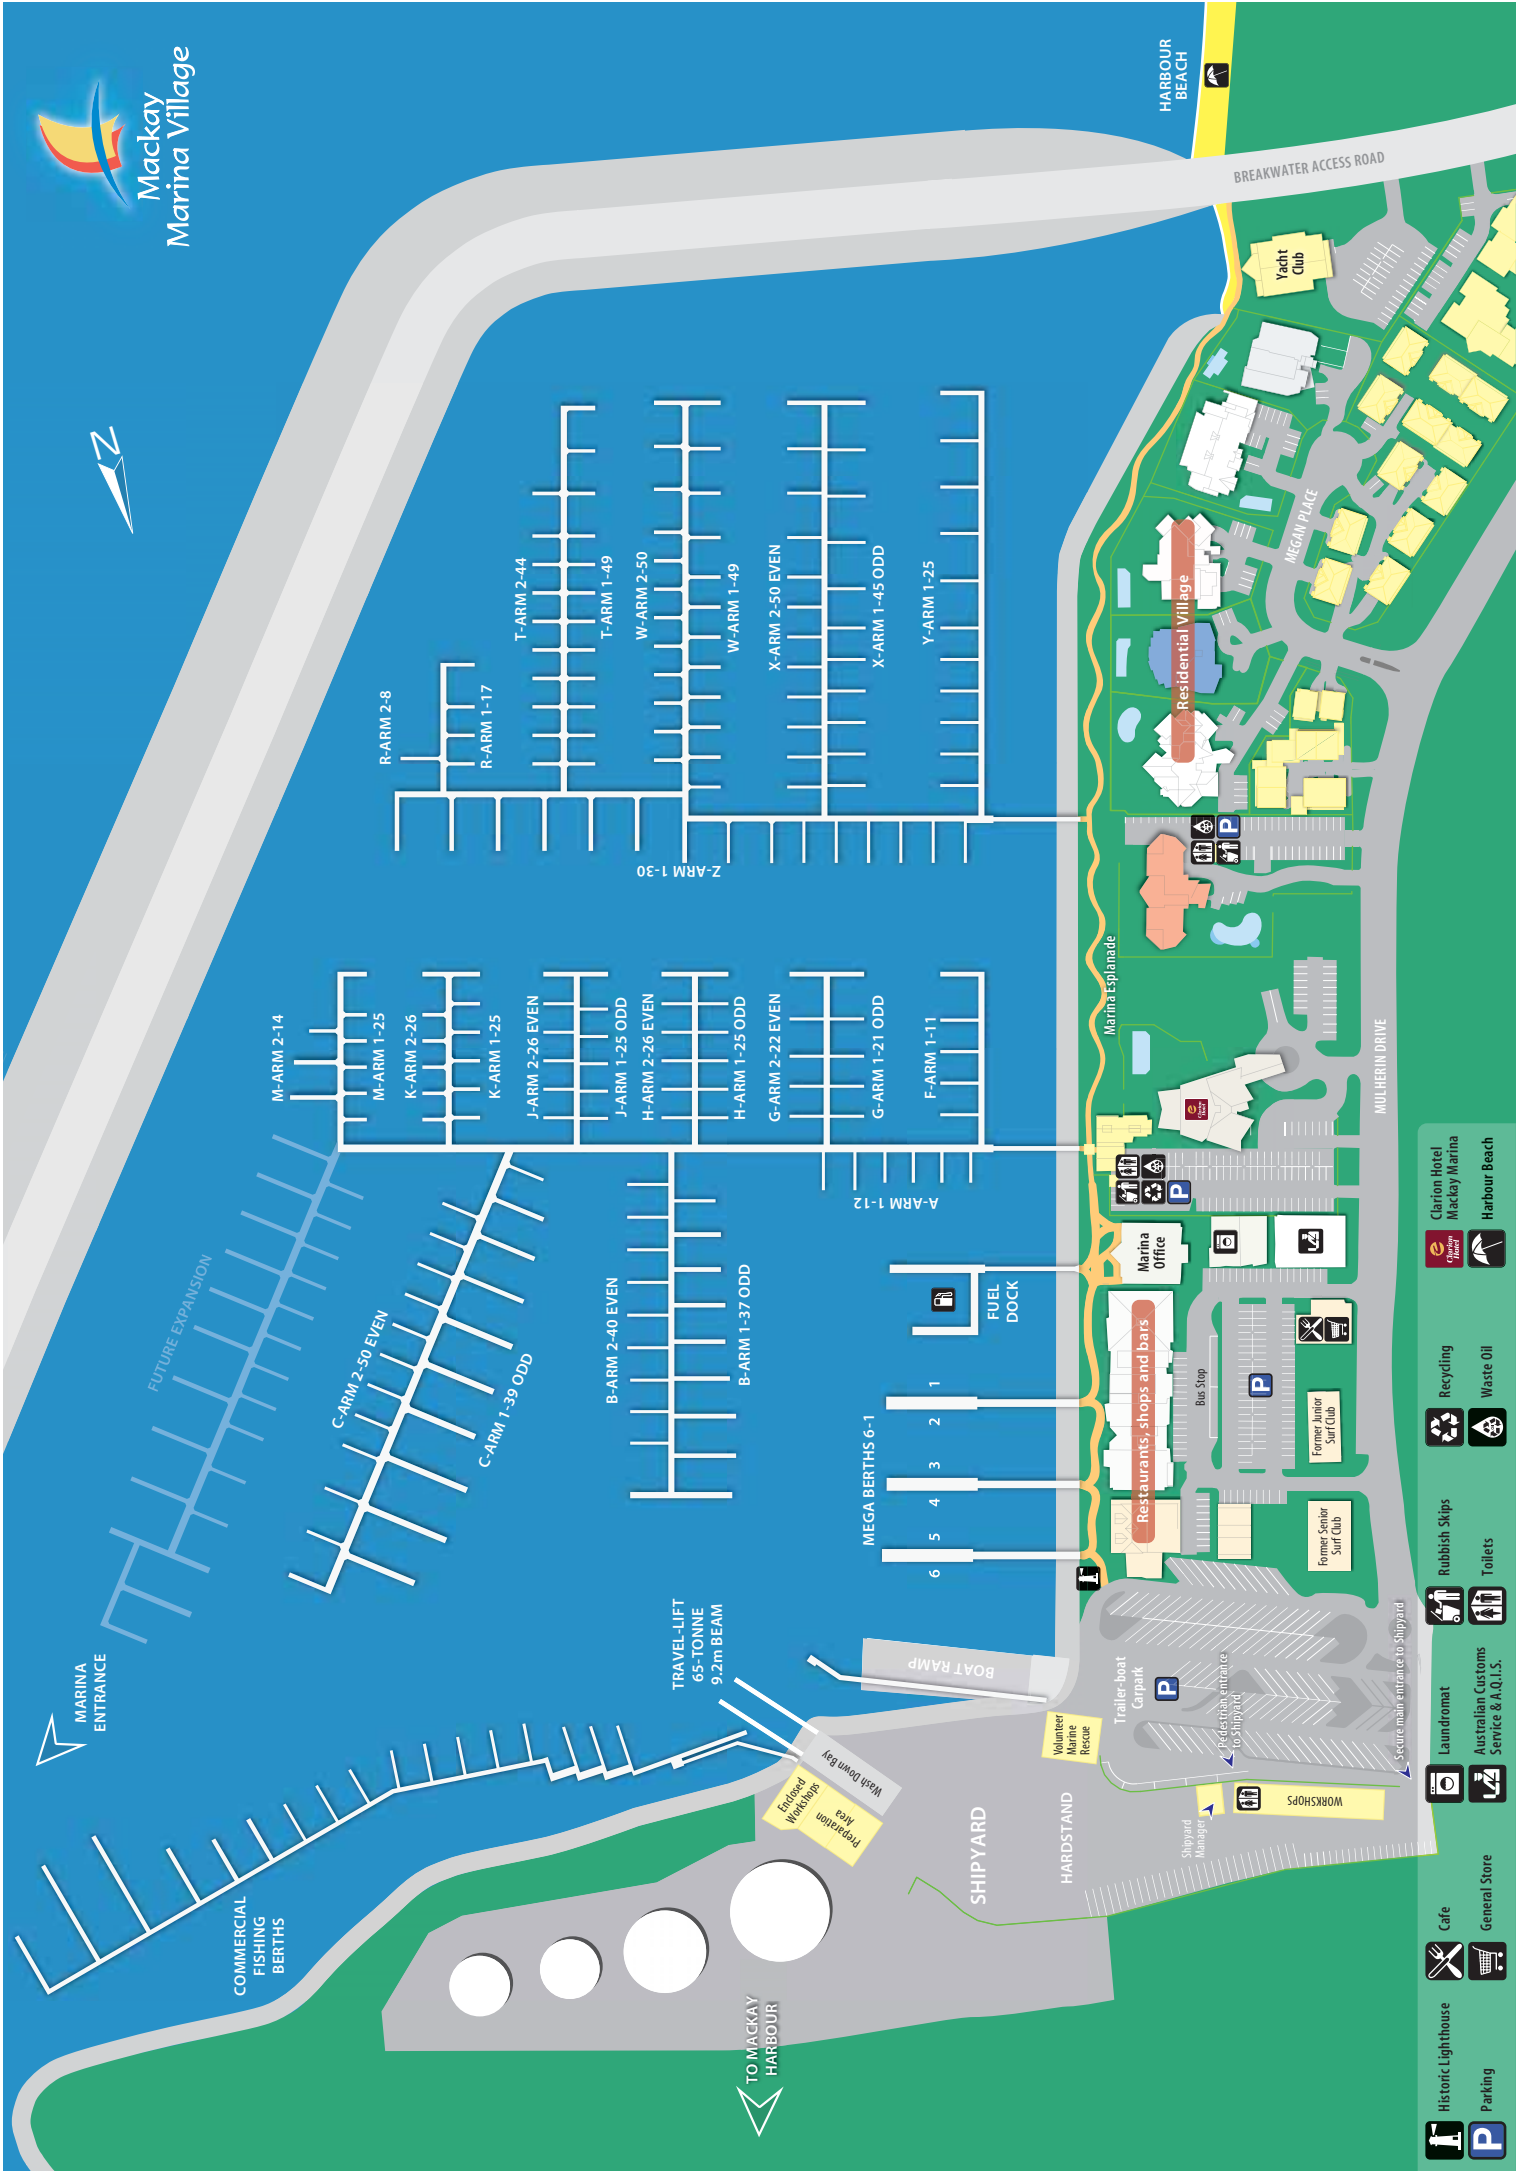 Mackay
Marina Village
N
HARBOUR
BEACH
BREAKWATER ACCESS ROAD
Yacht
Club
MEGAN PLACE
Residential Village
R-ARM 2-8
R-ARM 1-17
T-ARM 2-44
T-ARM 1-49
W-ARM 2-50
W-ARM 1-49
X-ARM 2-50 EVEN
X-ARM 1-45 ODD
Y-ARM 1-25
Z-ARM 1-30
M-ARM 2-14
M-ARM 1-25
K-ARM 2-26
K-ARM 1-25
J-ARM 2-26 EVEN
J-ARM 1-25 ODD
H-ARM 2-26 EVEN
H-ARM 1-25 ODD
G-ARM 2-22 EVEN
G-ARM 1-21 ODD
F-ARM 1-11
A-ARM 1-12
Marina Esplanade
MULHERIN DRIVE
Clarion
Hotel
P
P
FUTURE EXPANSION
C-ARM 2-50 EVEN
C-ARM 1-39 ODD
B-ARM 2-40 EVEN
B-ARM 1-37 ODD
FUEL
DOCK
Marina
Office
MEGA BERTHS 6-1
6 5 4 3 2 1
Restaurants, shops and bars
Bus Stop
P
Former Junior
Surf Club
Former Senior
Surf Club
MARINA
ENTRANCE
TRAVEL-LIFT
65-TONNE
9.2m BEAM
BOAT RAMP
Trailer-boat
Carpark
P
Volunteer
Marine
Rescue
Pedestrian entrance
to Shipyard
Secure main entrance to Shipyard
Wash Down Bay
Enclosed
Workshops
Preparation
Area
WORKSHOPS
Shipyard
Manager
SHIPYARD
HARDSTAND
COMMERCIAL
FISHING
BERTHS
TO MACKAY
HARBOUR
Historic Lighthouse
Cafe
Laundromat
Rubbish Skips
Recycling
Clarion
Hotel
Clarion Hotel
Mackay Marina
P
Parking
General Store
Australian Customs
Service & A.Q.I.S.
Toilets
Waste Oil
Harbour Beach